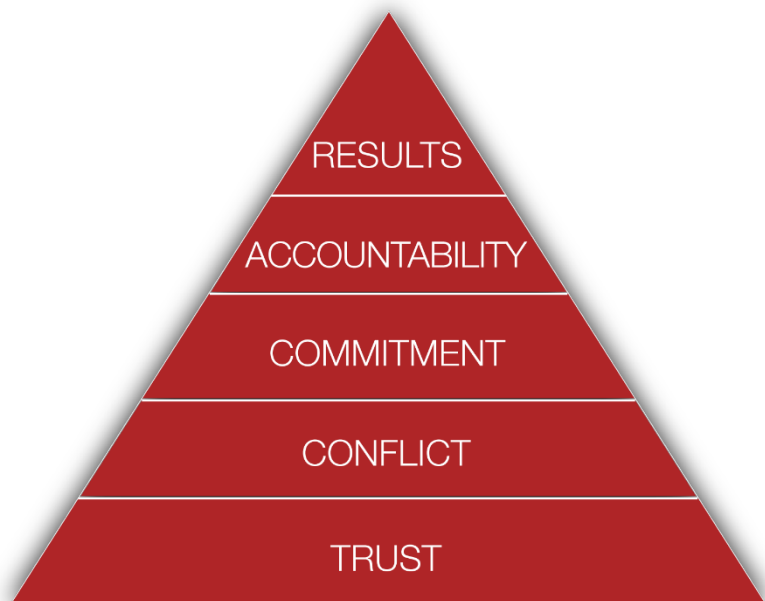 RESULTS
ACCOUNTABILITY
COMMITMENT
CONFLICT
TRUST